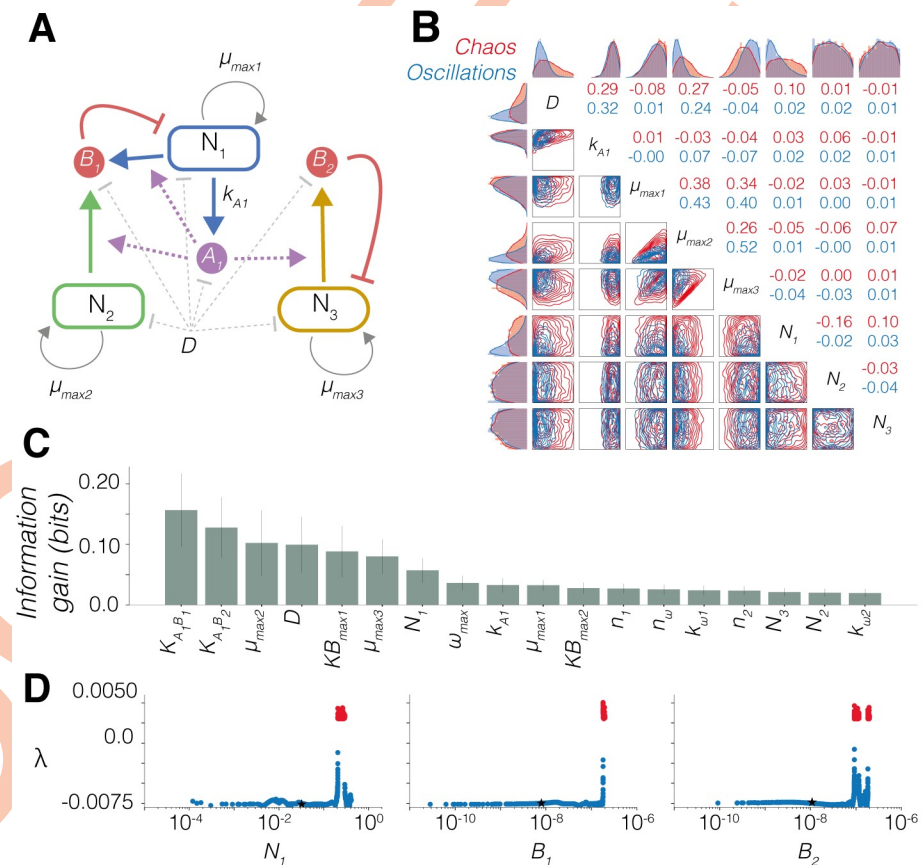 A
μmax1
N1
B1
B2
kA1
A1
N2
N3
D
μmax2
μmax3
B
Chaos
Oscillations
D 0.29 -0.08 0.27 -0.05 0.10 0.01 -0.01
0.32 0.01 0.24 -0.04 0.02 0.02 0.01
kA1 0.01 -0.03 -0.04 0.03 0.06 -0.01
-0.00 0.07 -0.07 0.02 0.02 0.01
μmax1 0.38 0.34 -0.02 0.03 -0.01
0.43 0.40 0.01 0.00 0.01
μmax2 0.26 -0.05 -0.06 0.07
0.52 0.01 -0.00 0.01
μmax3 -0.02 0.00 0.01
-0.04 -0.03 0.01
N1 -0.16 0.10
-0.02 0.03
N2 -0.03
-0.04
N3
C
Information
gain (bits)
0.20
0.10
0.0
KA1B1 KA1B2 μmax2 D KBmax1 μmax3 N1 ωmax kA1 μmax1 KBmax2 n1 nω kω1 n2 N3 N2 kω2
D
λ
0.0050
0.0
-0.0075
10-4 10-2 100 10-10 10-8 10-6 10-10 10-8 10-6
N1 B1 B2